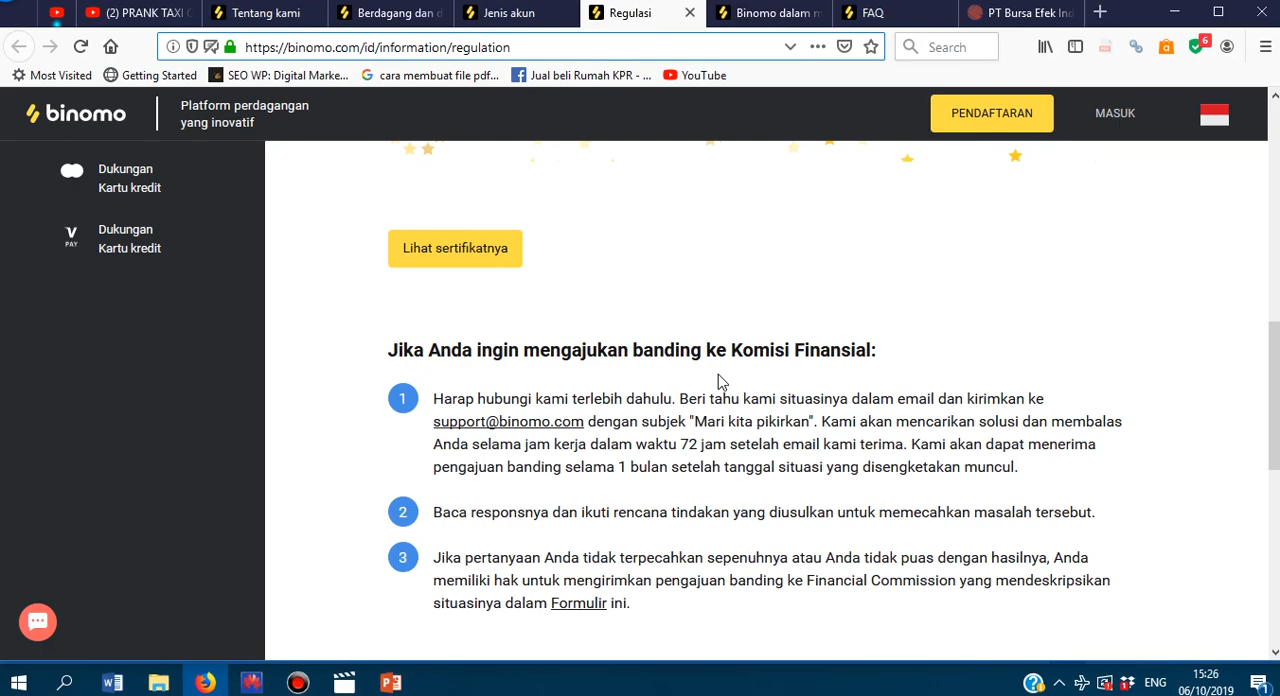 (2) PRANK TAXI
Tentang kami
Berdagang dan d
Jenis akun
Regulasi
Binomo dalam m
FAQ
PT Bursa Efek Ind
https://binomo.com/id/information/regulation
Search
Most Visited
Getting Started
SEO WP: Digital Marke...
cara membuat file pdf...
Jual beli Rumah KPR - ...
YouTube
6
binomo
Platform perdagangan
yang inovatif
PENDAFTARAN
MASUK
Dukungan
Kartu kredit
V
PAY
Dukungan
Kartu kredit
Lihat sertifikatnya
Jika Anda ingin mengajukan banding ke Komisi Finansial:
1
Harap hubungi kami terlebih dahulu. Beri tahu kami situasinya dalam email dan kirimkan ke
support@binomo.com dengan subjek "Mari kita pikirkan". Kami akan mencarikan solusi dan membalas
Anda selama jam kerja dalam waktu 72 jam setelah email kami terima. Kami akan dapat menerima
pengajuan banding selama 1 bulan setelah tanggal situasi yang disengketakan muncul.
2
Baca responsnya dan ikuti rencana tindakan yang diusulkan untuk memecahkan masalah tersebut.
3
Jika pertanyaan Anda tidak terpecahkan sepenuhnya atau Anda tidak puas dengan hasilnya, Anda
memiliki hak untuk mengirimkan pengajuan banding ke Financial Commission yang mendeskripsikan
situasinya dalam Formulir ini.
ENG
15:26
06/10/2019